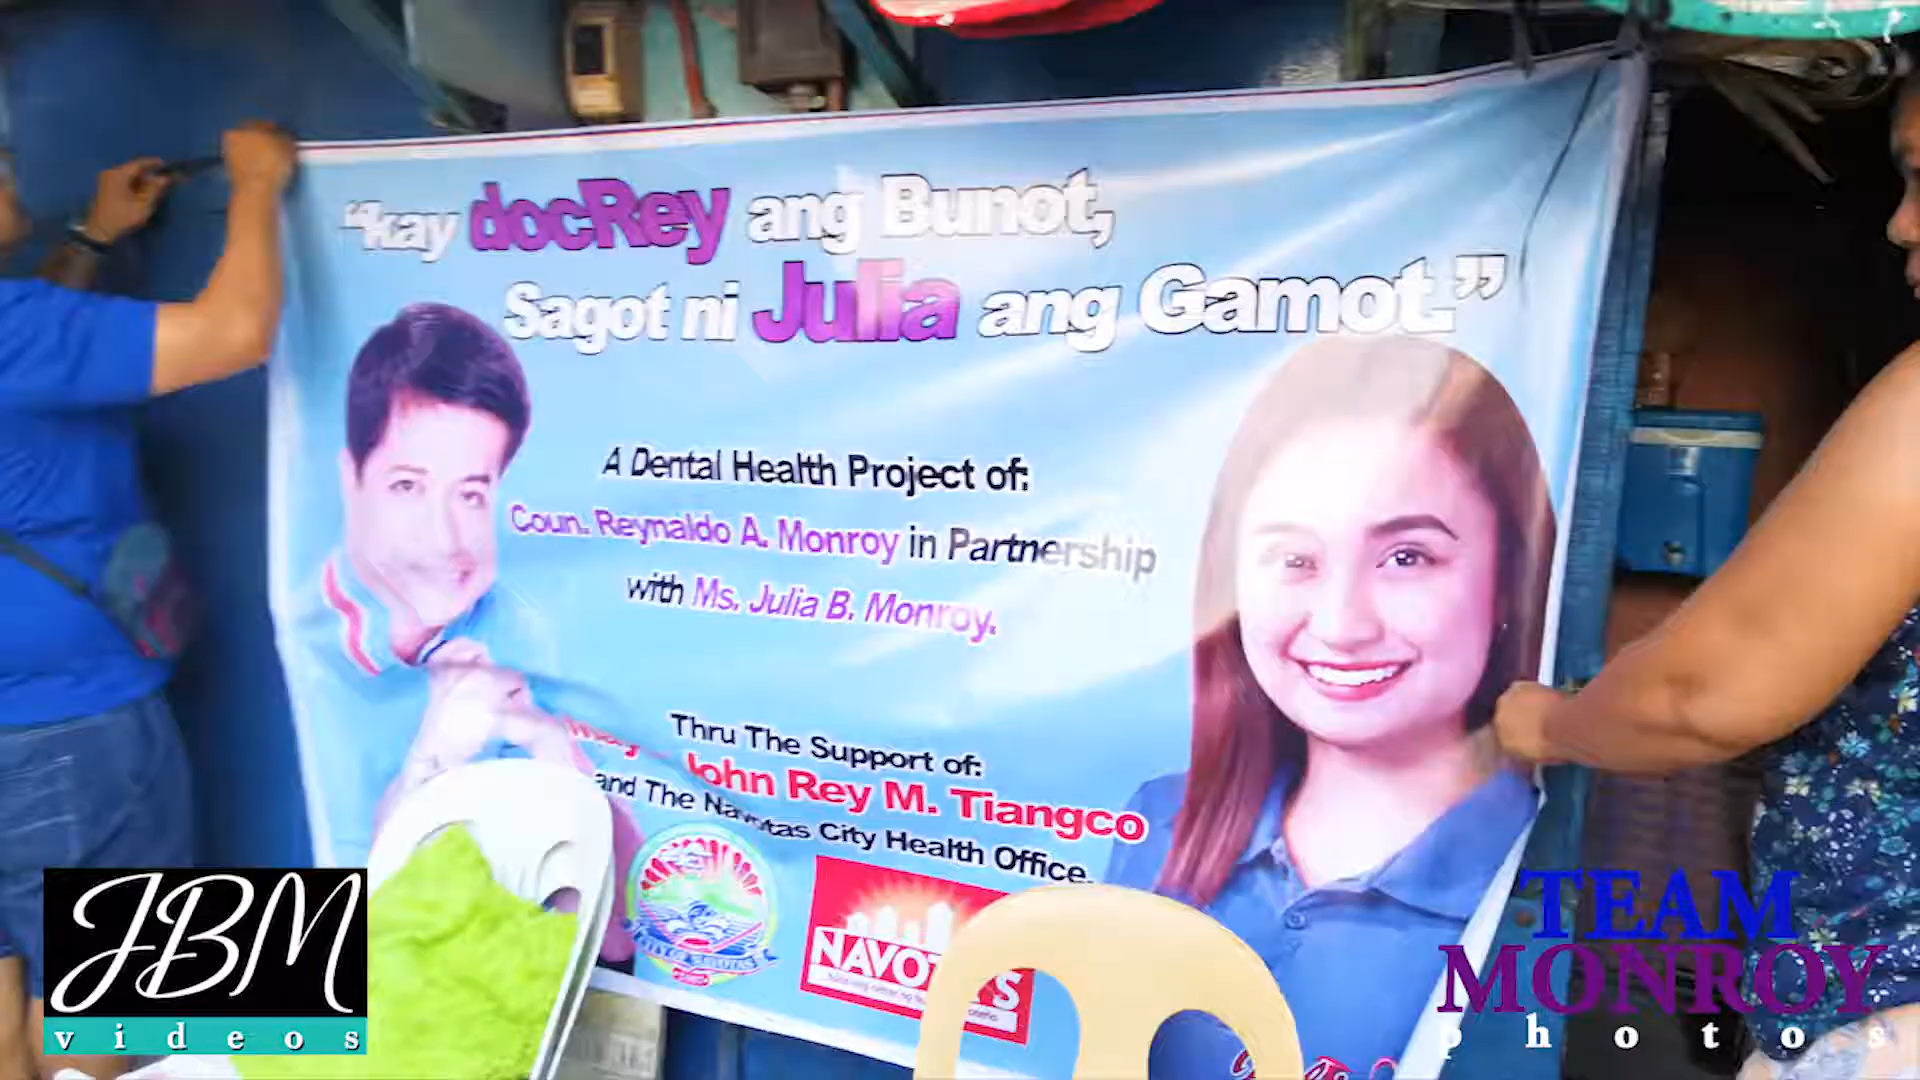 “kay docRey ang Bunot,
Sagot ni Julia ang Gamot.”
A Dental Health Project of:
Coun. Reynaldo A. Monroy in Partnership
with Ms. Julia B. Monroy.
Thru The Support of:
John Rey M. Tiangco
and The Navotas City Health Office.
NAVOTAS
JBM
videos
TEAM
MONROY
photos